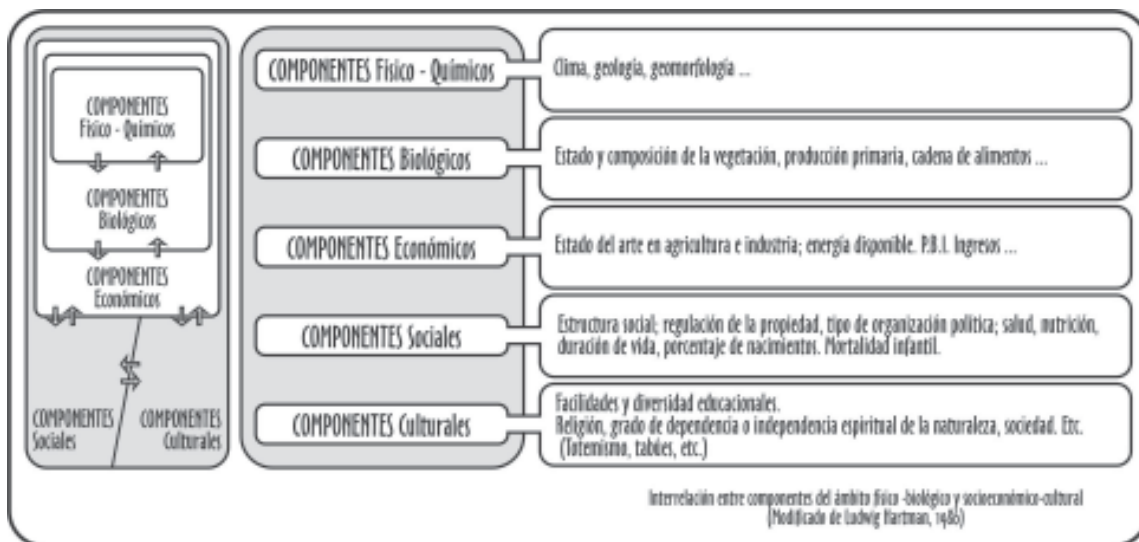 COMPONENTES
Físico - Químicos
COMPONENTES
Biológicos
COMPONENTES
Económicos
COMPONENTES
Sociales
COMPONENTES
Culturales
COMPONENTES Físico - Químicos
Clima, geología, geomorfología ...
COMPONENTES Biológicos
Estado y composición de la vegetación, producción primaria, cadena de alimentos ...
COMPONENTES Económicos
Estado del arte en agricultura e industria; energía disponible. P.B.I. Ingresos ...
COMPONENTES Sociales
Estructura social; regulación de la propiedad, tipo de organización política; salud, nutrición,
duración de vida, porcentaje de nacimientos. Mortalidad infantil.
COMPONENTES Culturales
Facilidades y diversidad educacionales.
Religión, grado de dependencia o independencia espiritual de la naturaleza, sociedad. Etc.
(Totemismo, tabúes, etc.)
Interrelación entre componentes del ámbito físico -biológico y socioeconómico-cultural
(Modificado de Ludwig Hartman, 1986)